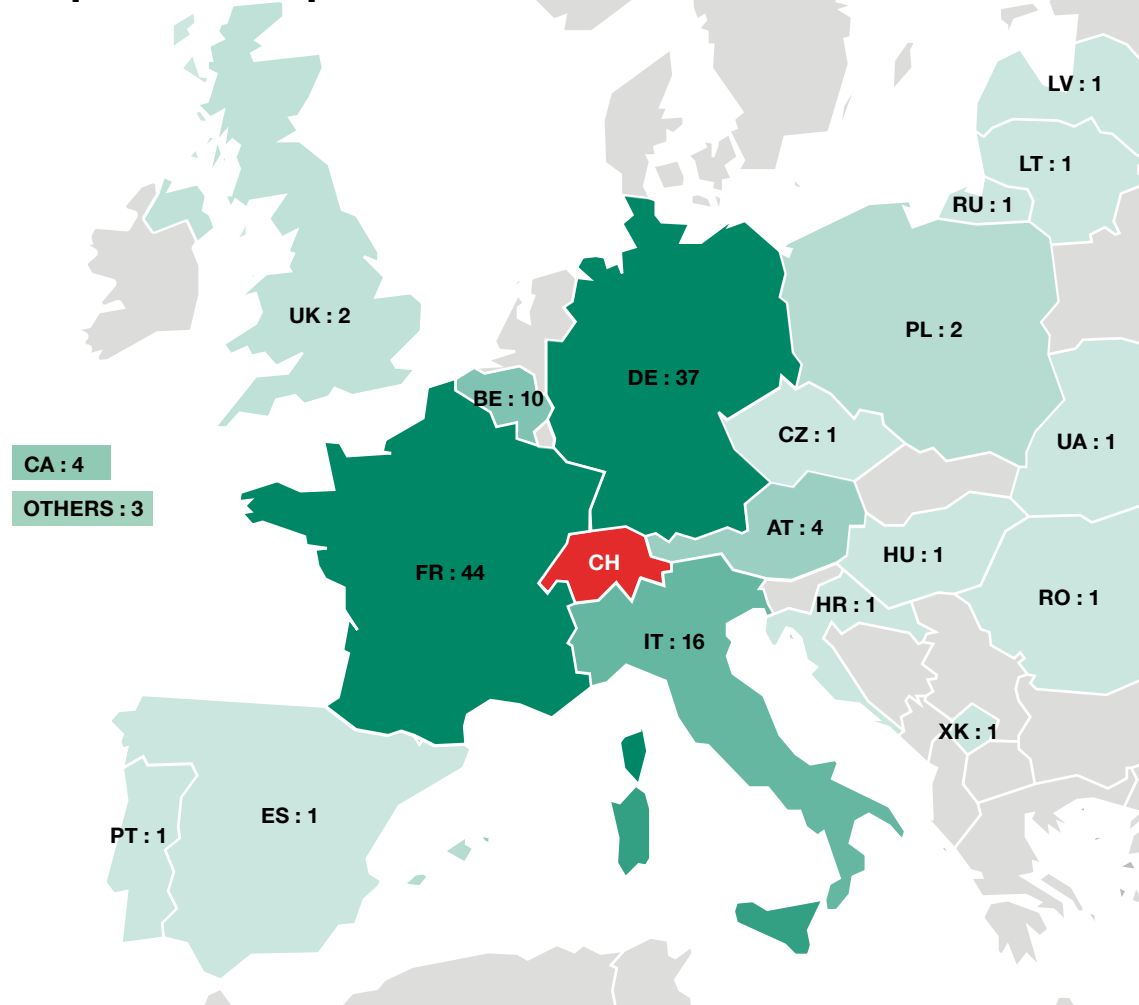 LV : 1
LT : 1
RU : 1
UK : 2
PL : 2
DE : 37
BE : 10
CZ : 1
UA : 1
CA : 4
OTHERS : 3
AT : 4
HU : 1
CH
FR : 44
RO : 1
HR : 1
IT : 16
XK : 1
ES : 1
PT : 1